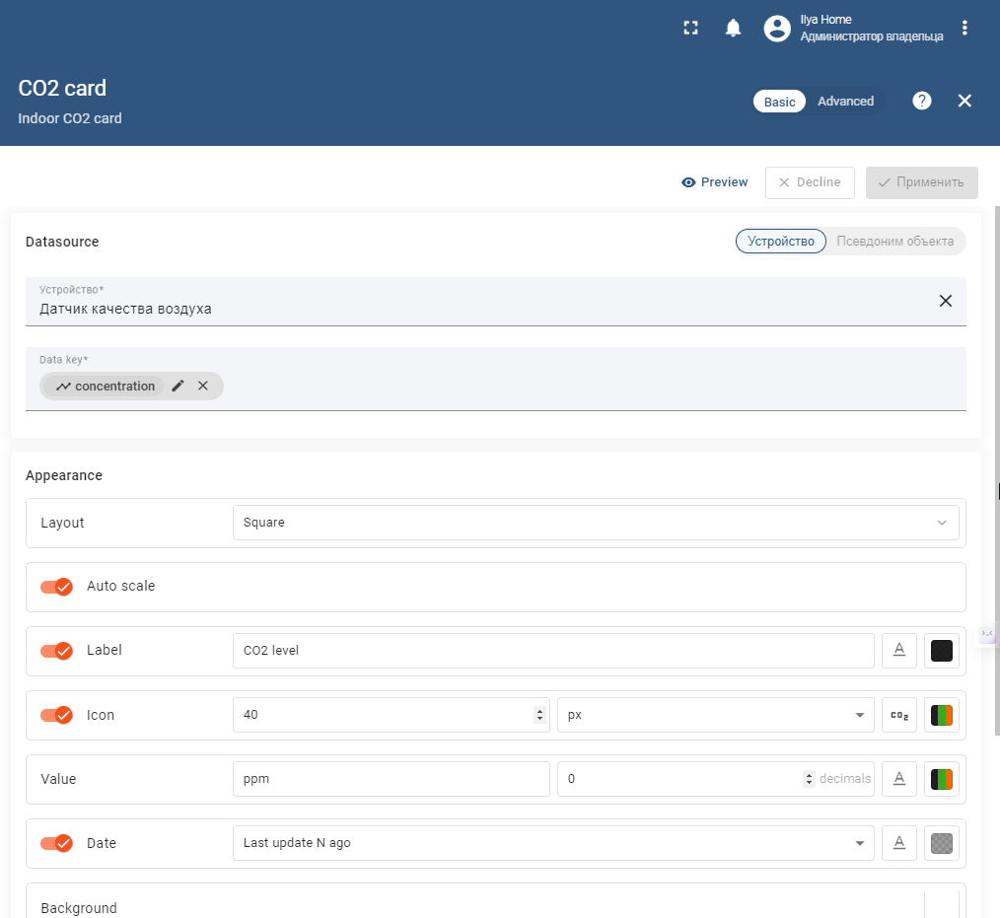 Ilya Home
Администратор владельца
CO2 card
Indoor CO2 card
Basic Advanced ?
Preview Decline Применить
Datasource Устройство Псевдоним объекта
Устройство*
Датчик качества воздуха
Data key*
concentration
Appearance
Layout Square
Auto scale
Label CO2 level A
Icon 40 px CO2
Value ppm 0 decimals A
Date Last update N ago A
Background